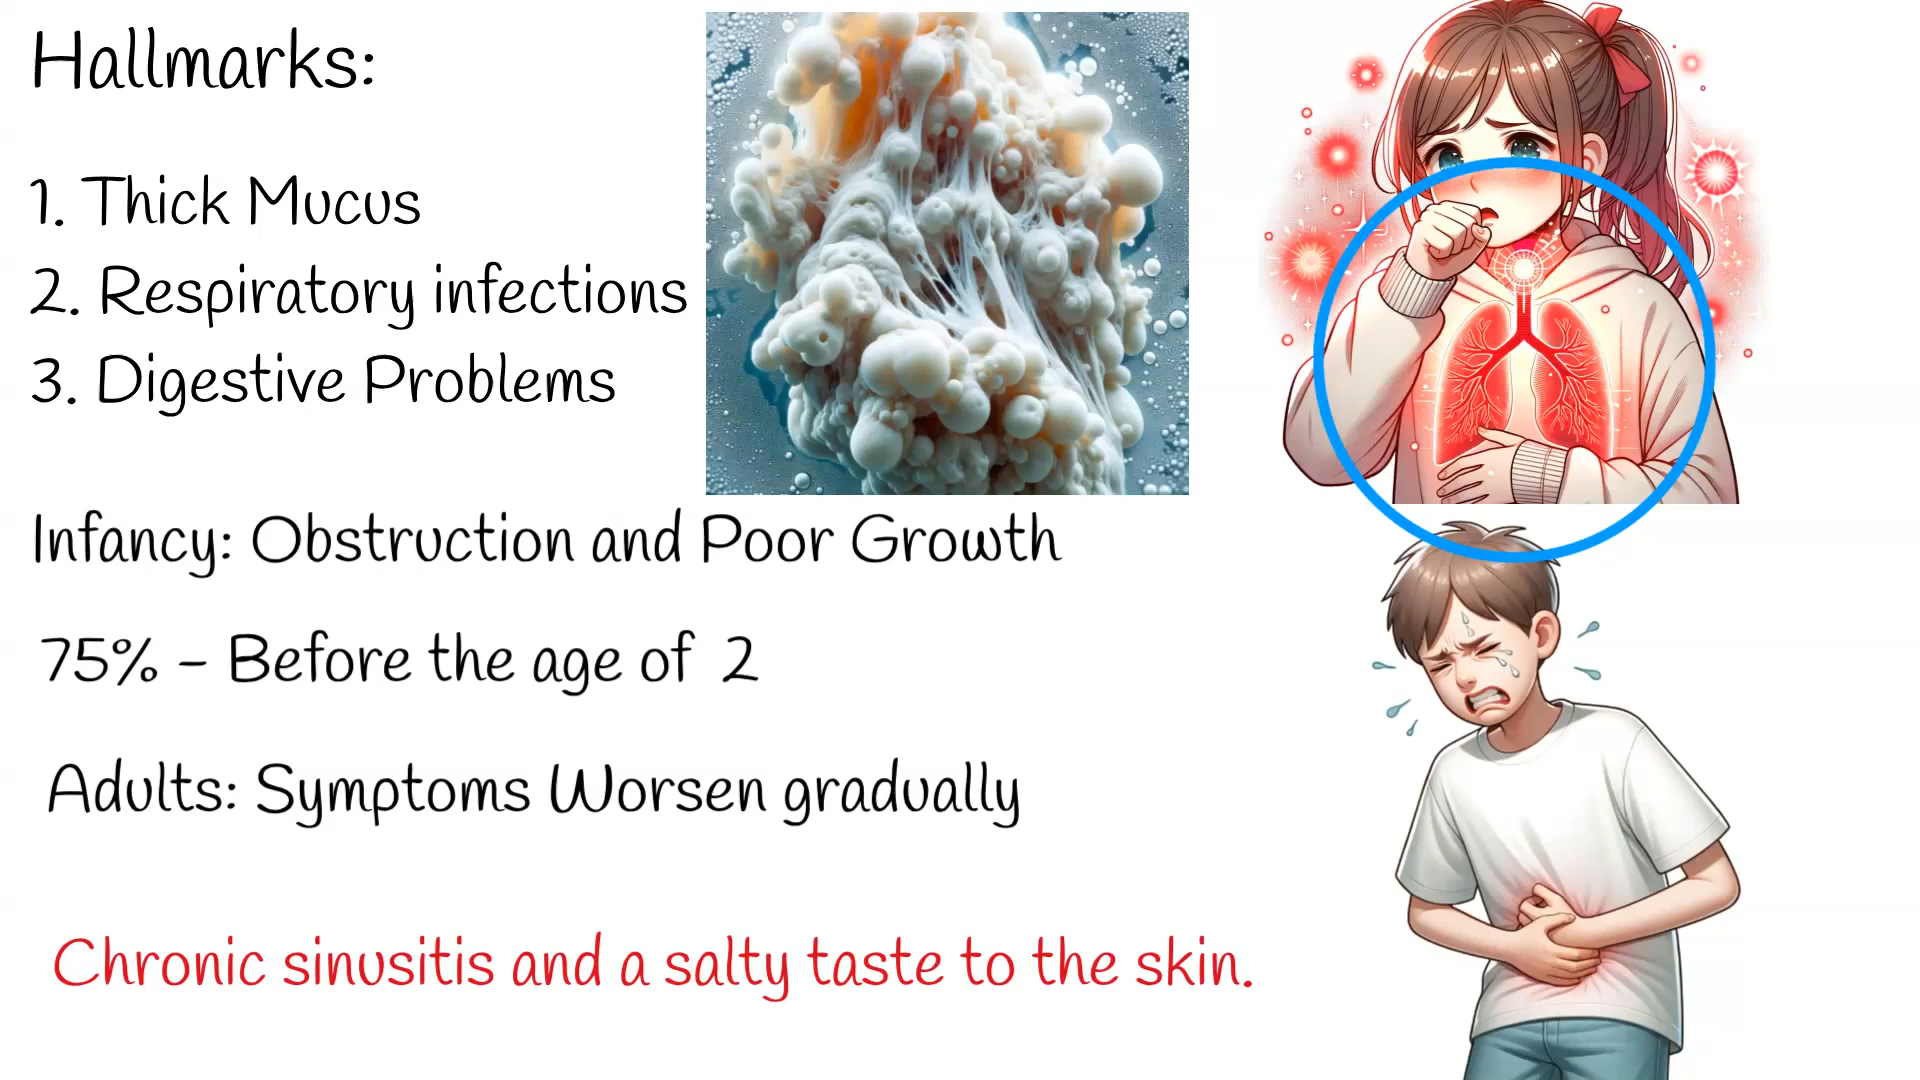 Hallmarks:
1. Thick Mucus
2. Respiratory infections
3. Digestive Problems
Infancy: Obstruction and Poor Growth
75% - Before the age of 2
Adults: Symptoms Worsen gradually
Chronic sinusitis and a salty taste to the skin.